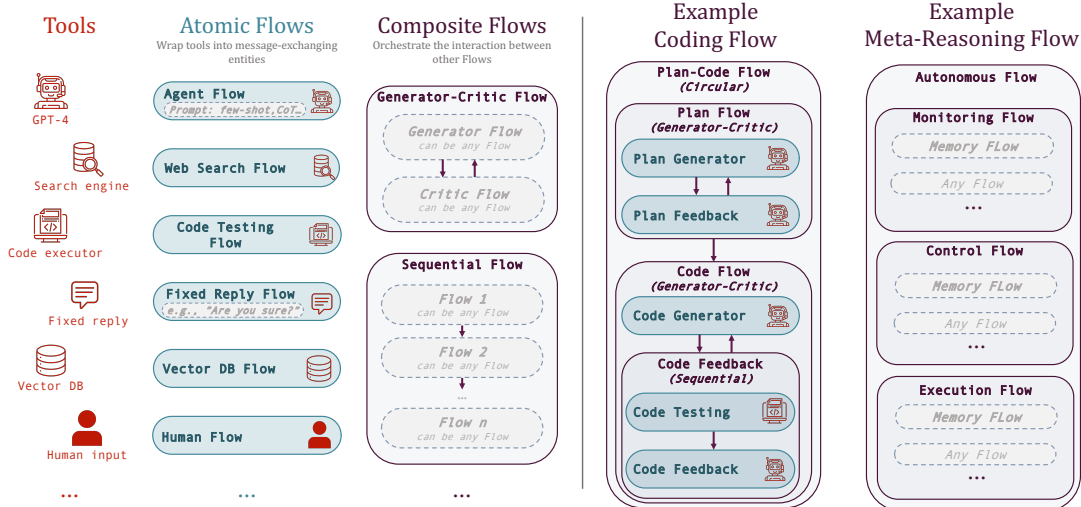 Tools
GPT-4
Search engine
Code executor
Fixed reply
Vector DB
Human input
...
Atomic Flows
Wrap tools into message-exchanging
entities
Agent Flow
Prompt: few-shot,CoT…
Web Search Flow
Code Testing
Flow
Fixed Reply Flow
e.g., "Are you sure?"
Vector DB Flow
Human Flow
...
Composite Flows
Orchestrate the interaction between
other Flows
Generator-Critic Flow
Generator Flow
can be any Flow
Critic Flow
can be any Flow
Sequential Flow
Flow 1
can be any Flow
Flow 2
can be any Flow
...
Flow n
can be any Flow
...
Example
Coding Flow
Plan-Code Flow
(Circular)
Plan Flow
(Generator-Critic)
Plan Generator
Plan Feedback
Code Flow
(Generator-Critic)
Code Generator
Code Feedback
(Sequential)
Code Testing
Code Feedback
Example
Meta-Reasoning Flow
Autonomous Flow
Monitoring Flow
Memory FLow
Any Flow
...
Control Flow
Memory FLow
Any Flow
...
Execution Flow
Memory FLow
Any Flow
...